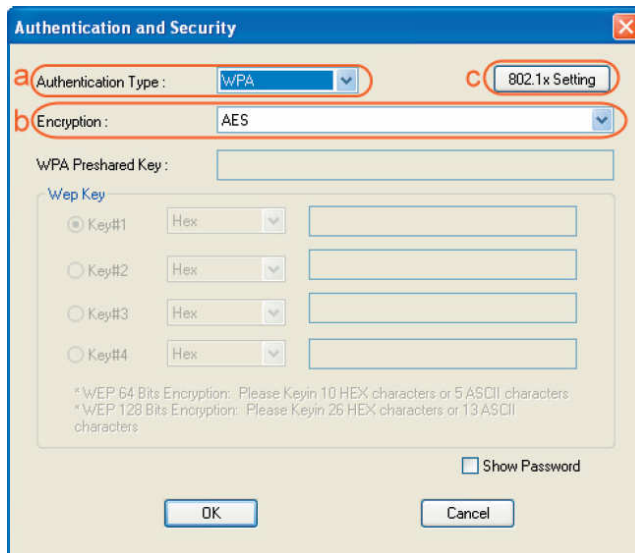 Authentication and Security
a Authentication Type : WPA c 802.1x Setting
b Encryption : AES
WPA Preshared Key :
Wep Key
Key#1 Hex
Key#2 Hex
Key#3 Hex
Key#4 Hex
* WEP 64 Bits Encryption: Please Keyin 10 HEX characters or 5 ASCII characters
* WEP 128 Bits Encryption: Please Keyin 26 HEX characters or 13 ASCII
characters
Show Password
OK Cancel